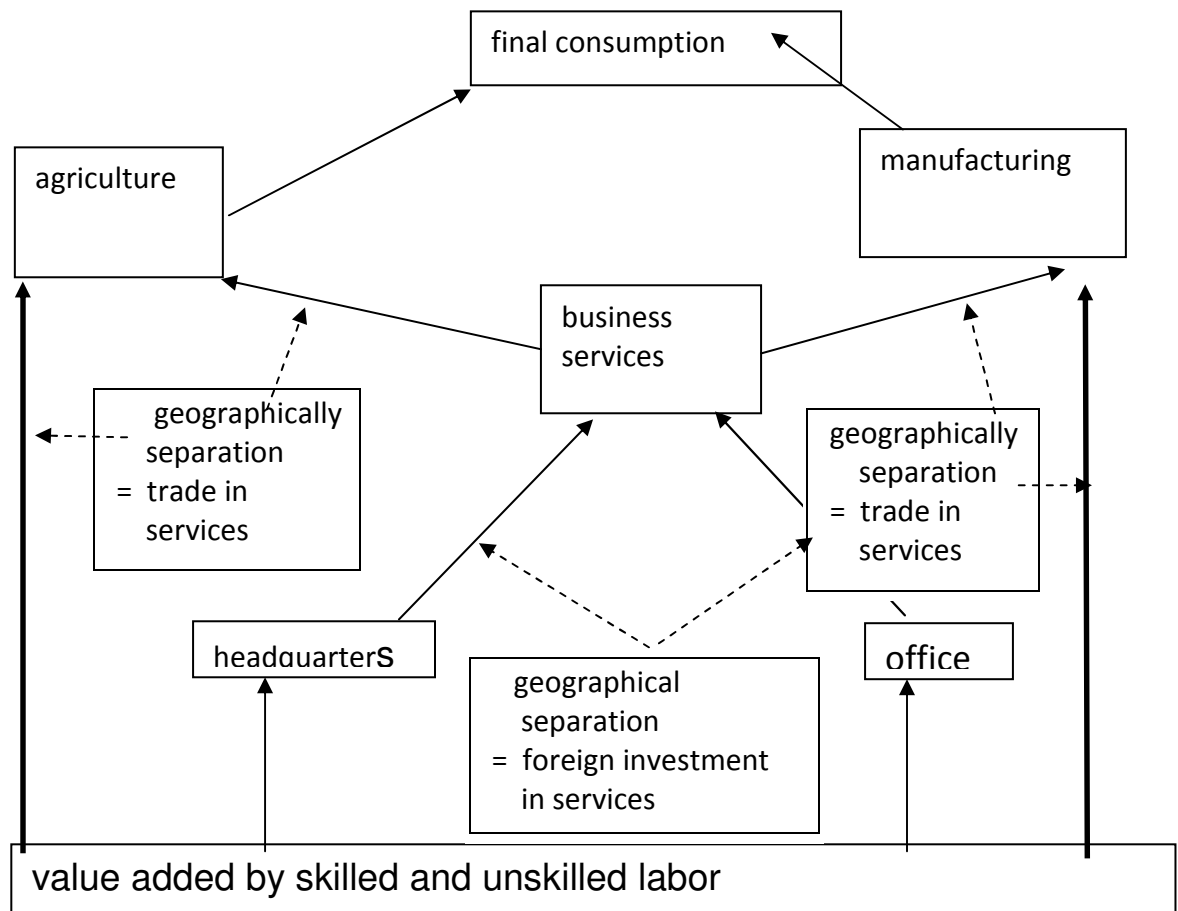 final consumption
agriculture
manufacturing
business
services
geographically
separation
= trade in
services
geographically
separation
= trade in
services
headquarters
office
geographical
separation
= foreign investment
in services
value added by skilled and unskilled labor